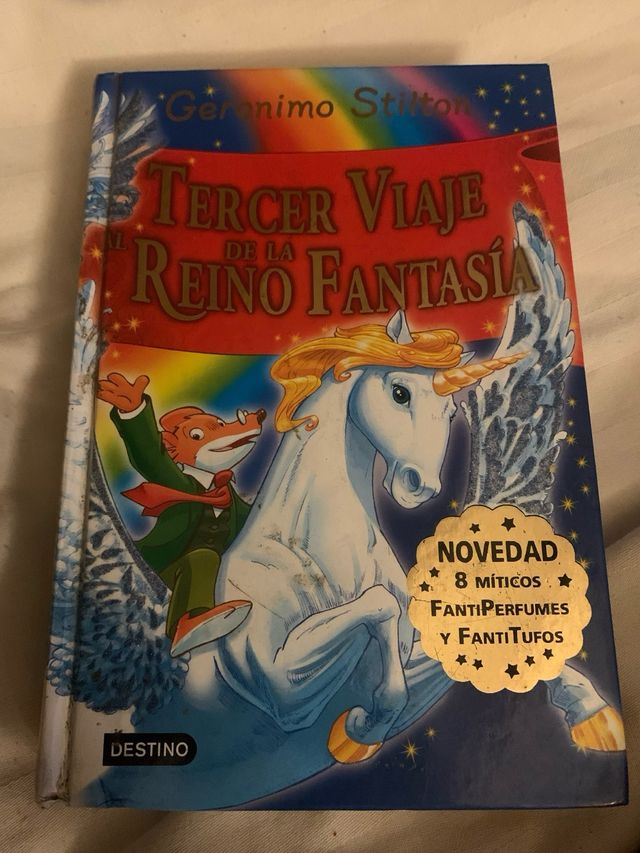 Geronimo Stilton
TERCER VIAJE
AL
DE LA
REINO FANTASÍA
NOVEDAD
8 MÍTICOS
FANTIPERFUMES
Y FANTITUFOS
DESTINO